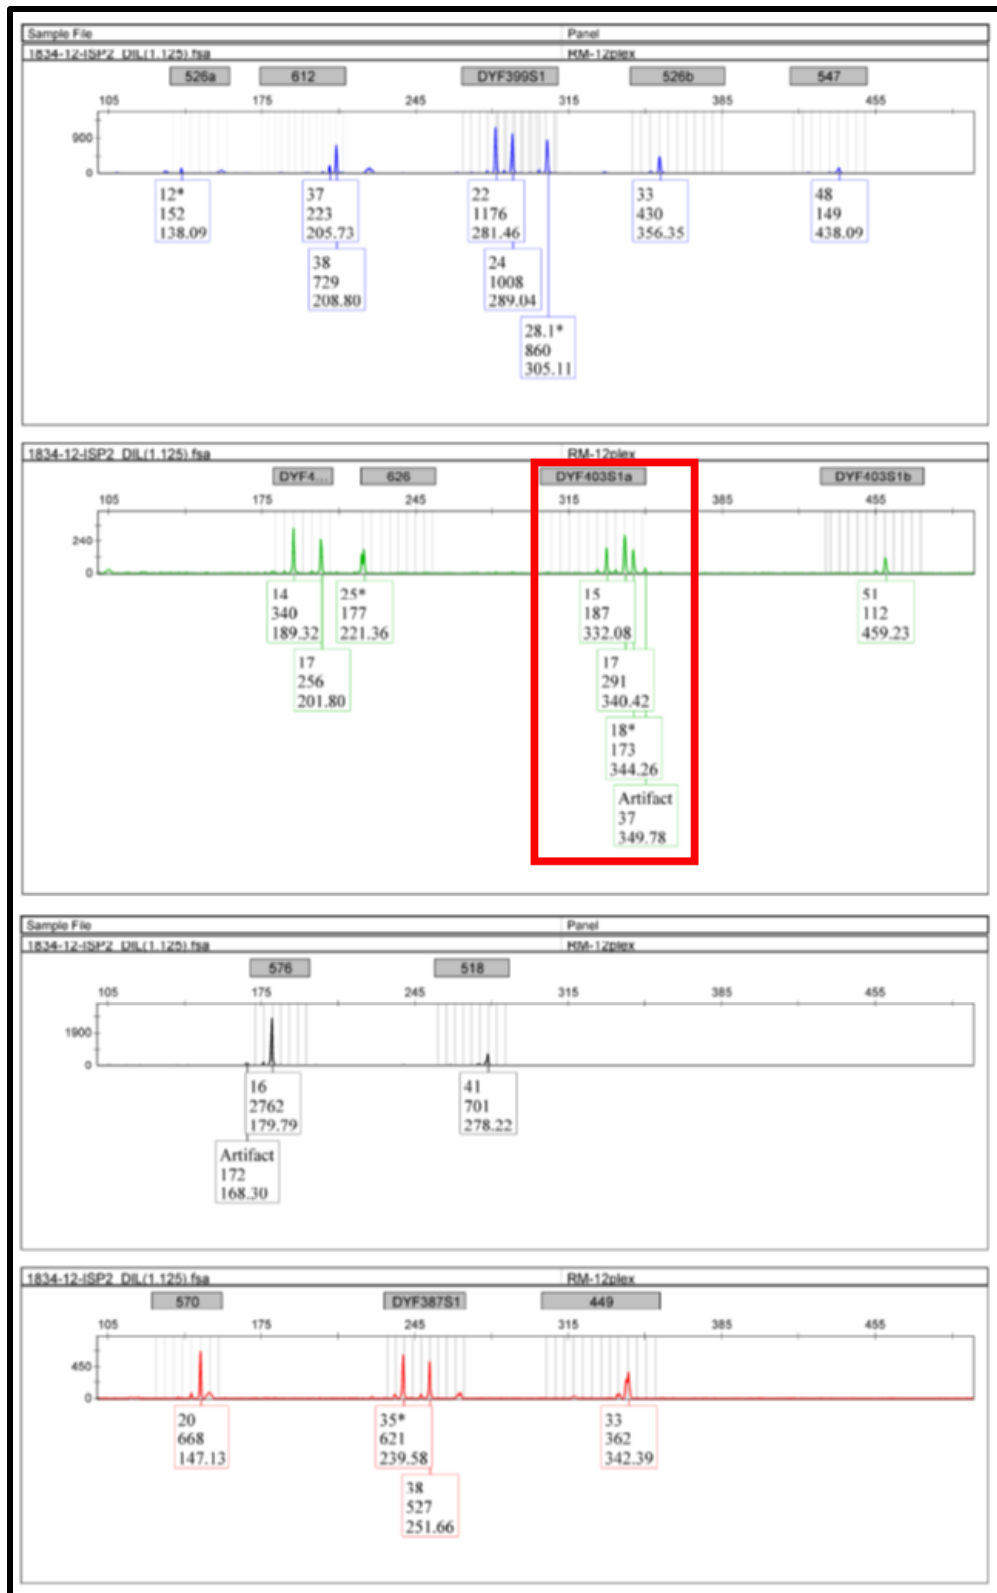 Sample File Panel
1834-12-ISP2_DIL(1.125).fsa RM-12plex
526a 612 DYF399S1 526b 547
105 175 245 315 385 455
900
0
12* 37 22 33 48
152 223 1176 430 149
138.09 205.73 281.46 356.35 438.09
38 24
729 1008
208.80 289.04
28.1*
860
305.11
1834-12-ISP2_DIL(1.125).fsa RM-12plex
DYF4... 626 DYF403S1a DYF403S1b
105 175 245 315 385 455
240
0
14 25* 15 51
340 177 187 112
189.32 221.36 332.08 459.23
17 17
256 291
201.80 340.42
18*
173
344.26
Artifact
37
349.78
Sample File Panel
1834-12-ISP2_DIL(1.125).fsa RM-12plex
576 518
105 175 245 315 385 455
1900
0
16 41
2762 701
179.79 278.22
Artifact
172
168.30
1834-12-ISP2_DIL(1.125).fsa RM-12plex
570 DYF387S1 449
105 175 245 315 385 455
450
0
20 35* 33
668 621 362
147.13 239.58 342.39
38
527
251.66